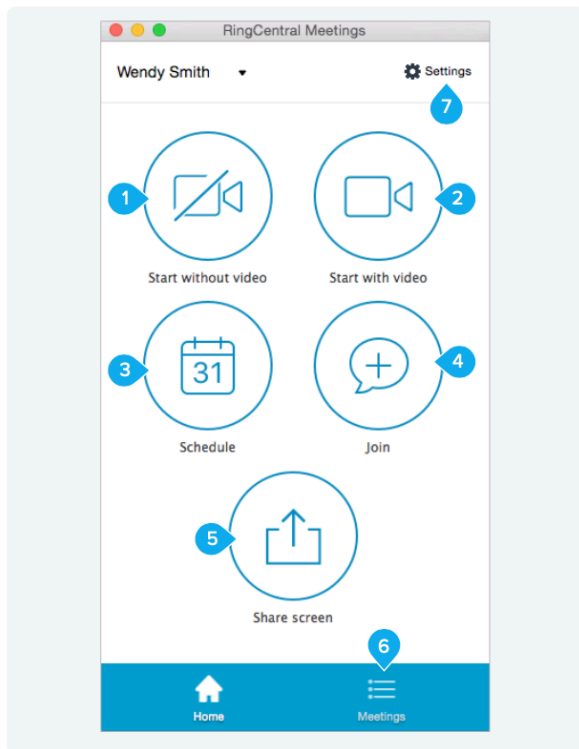 RingCentral Meetings
Wendy Smith
Settings
7
1
2
Start without video
Start with video
3
31
4
Schedule
Join
5
Share screen
6
Home
Meetings